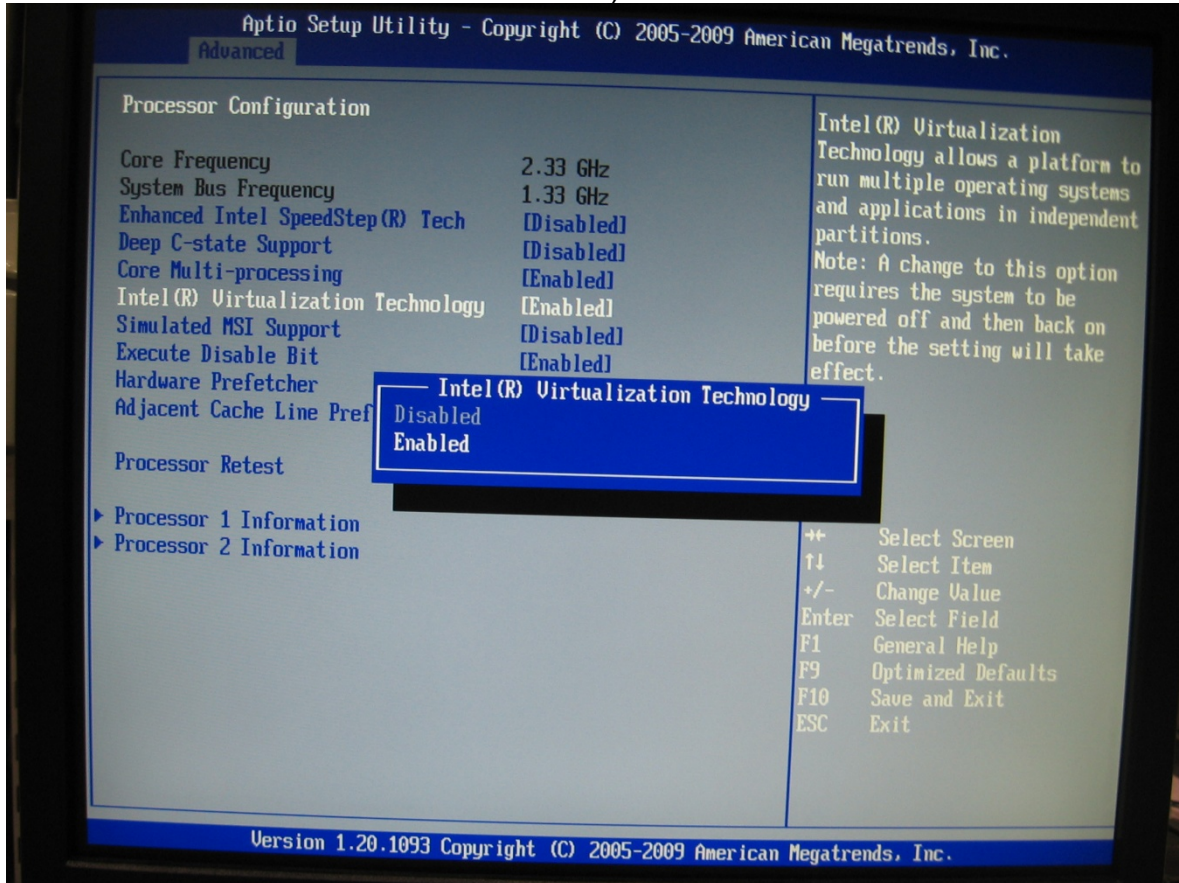 Aptio Setup Utility - Copyright (C) 2005-2009 American Megatrends, Inc.
Advanced
Processor Configuration
Core Frequency 2.33 GHz
System Bus Frequency 1.33 GHz
Enhanced Intel SpeedStep(R) Tech [Disabled]
Deep C-state Support [Disabled]
Core Multi-processing [Enabled]
Intel(R) Virtualization Technology [Enabled]
Simulated MSI Support [Disabled]
Execute Disable Bit [Enabled]
Hardware Prefetcher
Adjacent Cache Line Pref
Processor Retest
Processor 1 Information
Processor 2 Information
Intel(R) Virtualization Technology
Disabled
Enabled
Intel(R) Virtualization
Technology allows a platform to
run multiple operating systems
and applications in independent
partitions.
Note: A change to this option
requires the system to be
powered off and then back on
before the setting will take
effect.
→← Select Screen
↑↓ Select Item
+/- Change Value
Enter Select Field
F1 General Help
F9 Optimized Defaults
F10 Save and Exit
ESC Exit
Version 1.20.1093 Copyright (C) 2005-2009 American Megatrends, Inc.